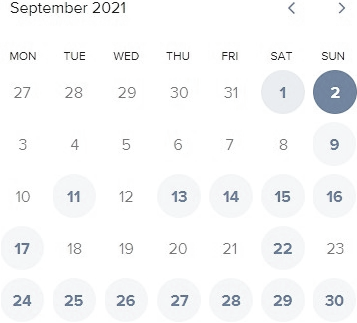 September 2021 < >
MON TUE WED THU FRI SAT SUN
27 28 29 30 31 1 2
3 4 5 6 7 8 9
10 11 12 13 14 15 16
17 18 19 20 21 22 23
24 25 26 27 28 29 30